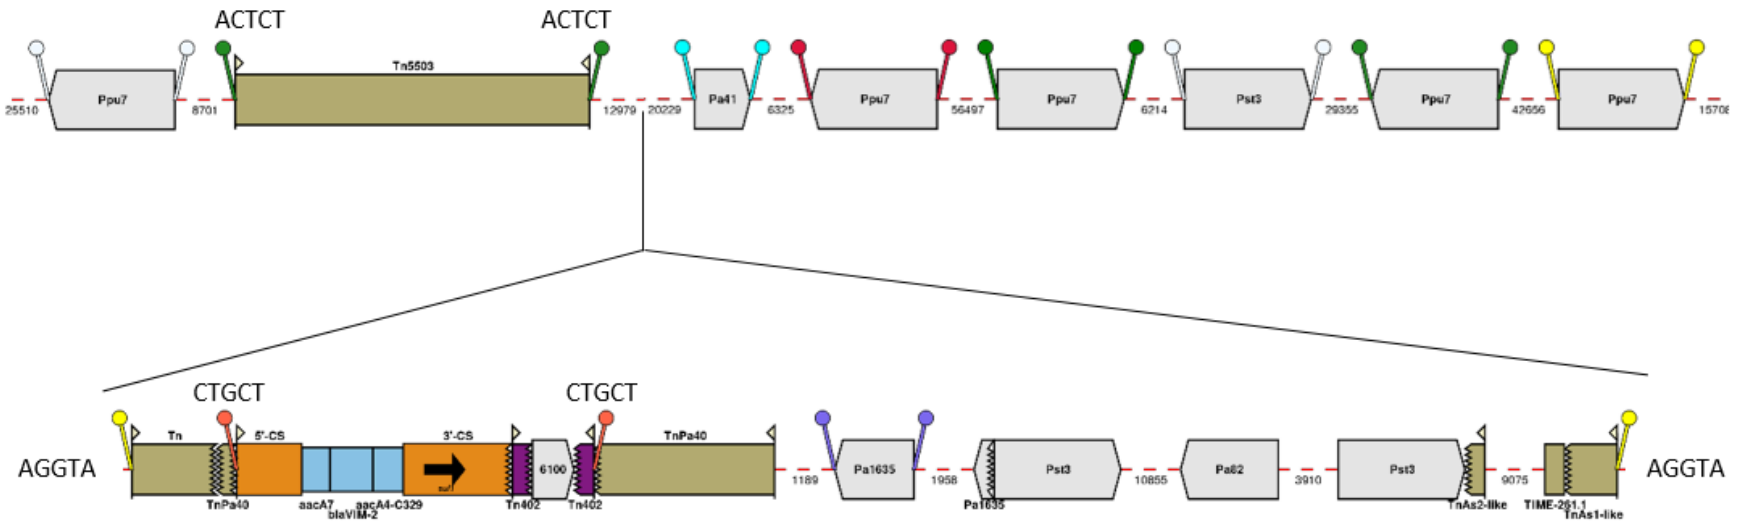 ACTCT ACTCT
Tn5503
Ppu7 Pa41 Ppu7 Ppu7 Pst3 Ppu7 Ppu7
25510 8701 12979 20229 6325 56497 6214 29355 42656
CTGCT CTGCT
Tn 5'-CS 3'-CS TnPa40
AGGTA 6100 Pa1635 Pst3 Pa82 Pst3 AGGTA
1189 1958 10855 3910 9075
TnPa40 aacA7 aacA4-C329 Tn402 Tn402 Pa1635 TnAs2-like TIME-261.1
blaVIM-2 TnAs1-like